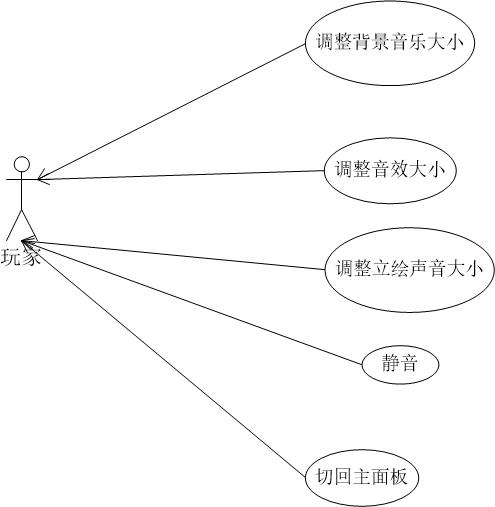 调整背景音乐大小
调整音效大小
玩家
调整立绘声音大小
静音
切回主面板